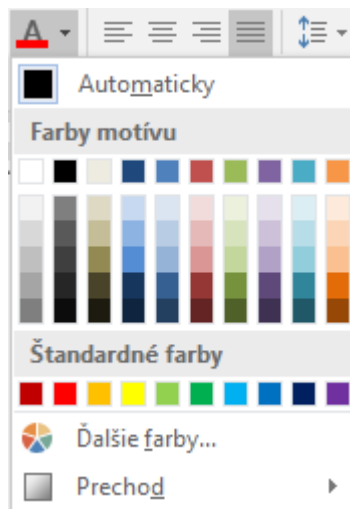 A
Automaticky
Farby motívu
Štandardné farby
Ďalšie farby...
Prechod